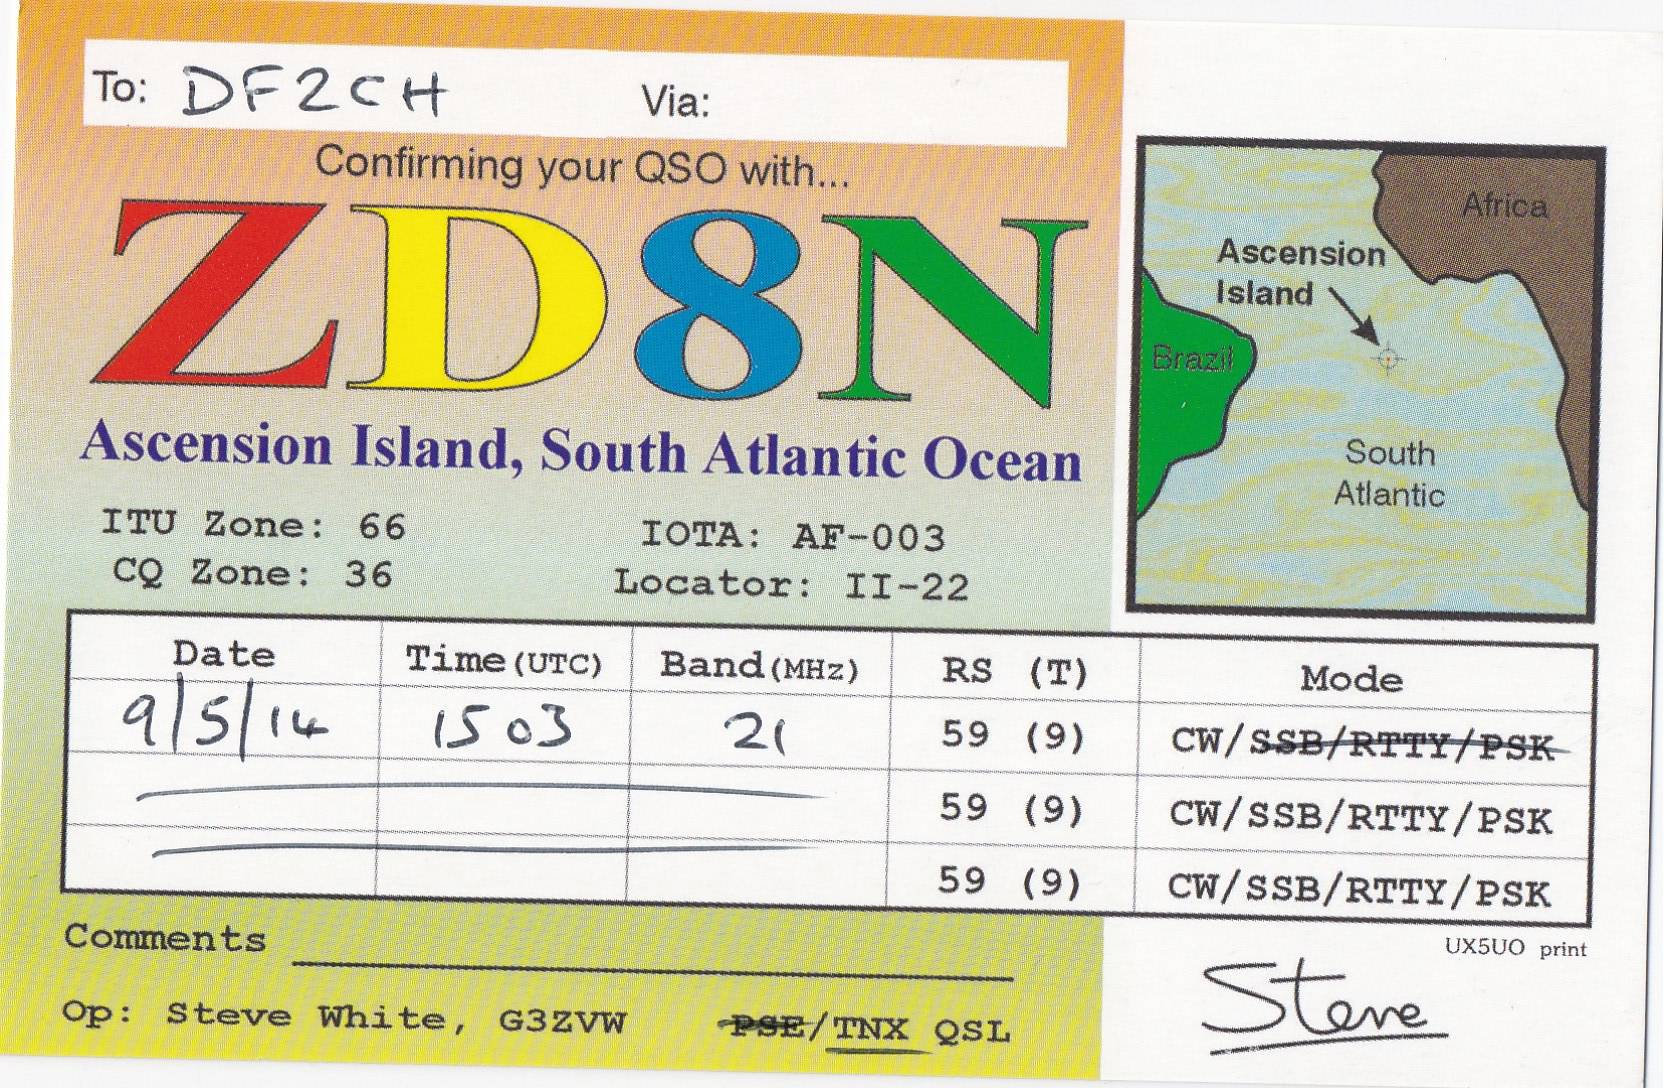 To: DF2CH Via:
Confirming your QSO with...
ZD8N
Ascension Island, South Atlantic Ocean
ITU Zone: 66 IOTA: AF-003
CQ Zone: 36 Locator: II-22
Africa
Ascension
Island
Brazil
South
Atlantic
Date Time(UTC) Band(MHz) RS (T) Mode
9/5/14 1503 21 59 (9) CW/SSB/RTTY/PSK
59 (9) CW/SSB/RTTY/PSK
59 (9) CW/SSB/RTTY/PSK
Comments
UX5UO print
Op: Steve White, G3ZVW PSE/TNX QSL
Steve